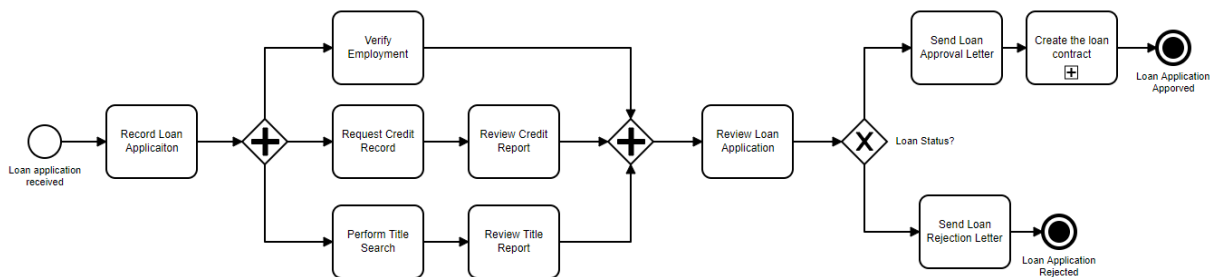 Loan application
received
Record Loan
Applicaiton
Verify
Employment
Request Credit
Record
Review Credit
Report
Perform Title
Search
Review Title
Report
Review Loan
Application
Loan Status?
Send Loan
Approval Letter
Create the loan
contract
Loan Application
Apporved
Send Loan
Rejection Letter
Loan Application
Rejected